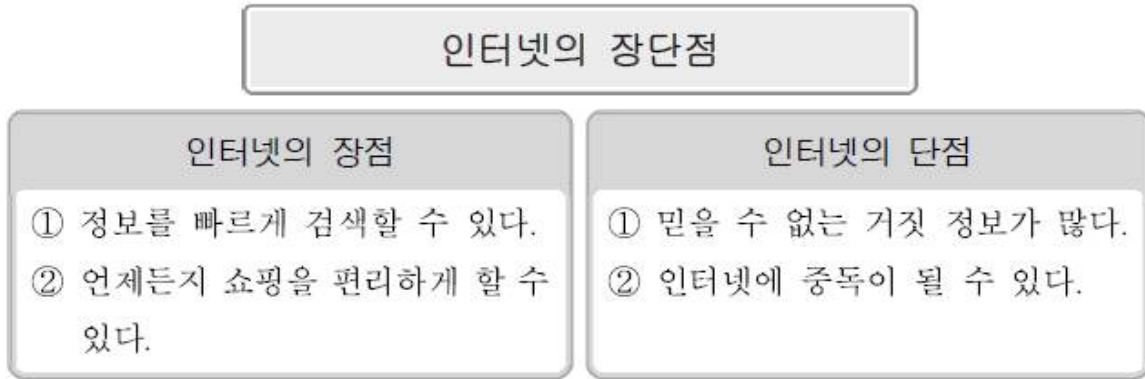 인터넷의 장단점
인터넷의 장점
① 정보를 빠르게 검색할 수 있다.
② 언제든지 쇼핑을 편리하게 할 수
있다.
인터넷의 단점
① 믿을 수 없는 거짓 정보가 많다.
② 인터넷에 중독이 될 수 있다.